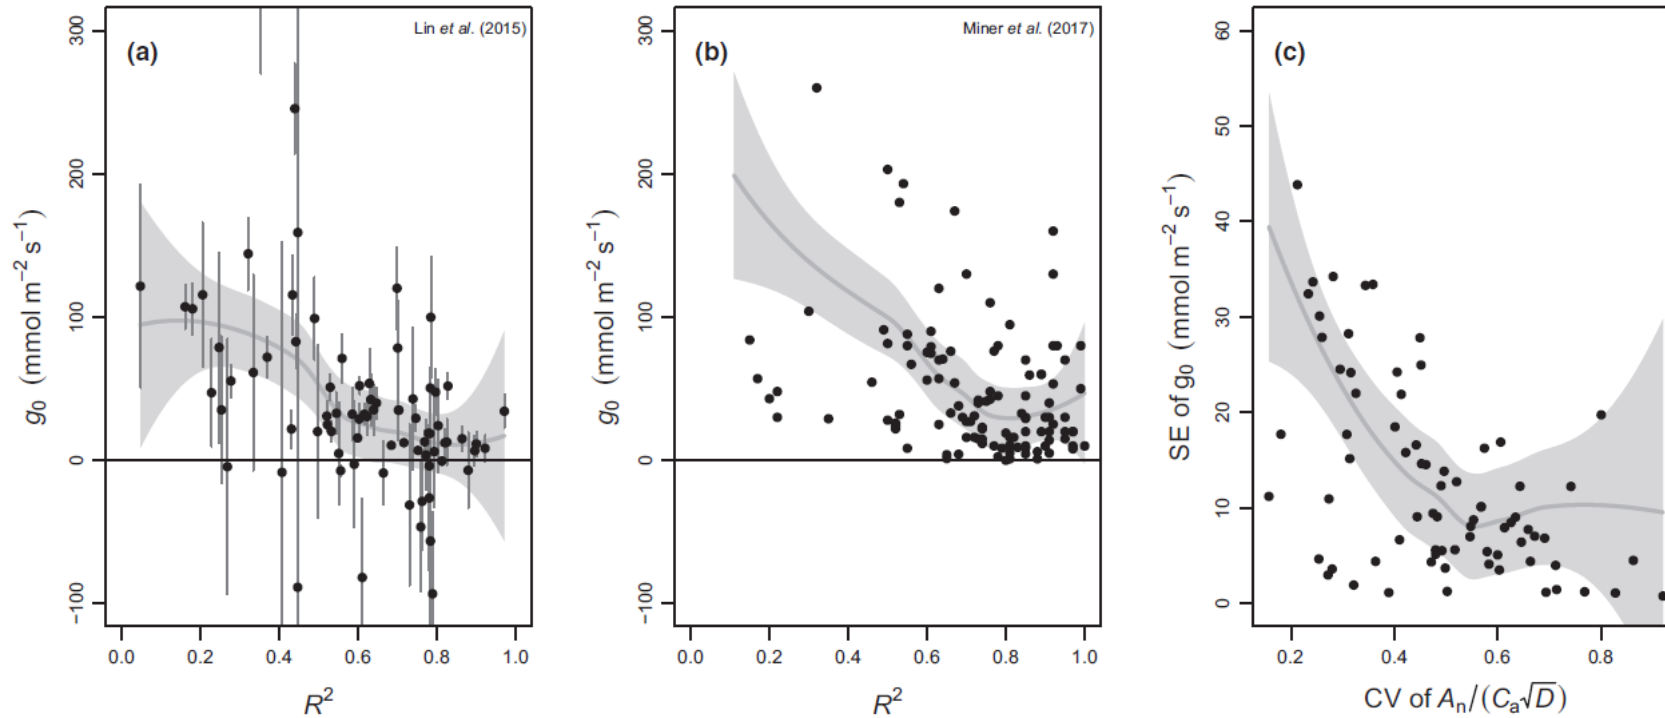 (a)
Lin et al. (2015)
300
200
100
0
−100
g₀ (mmol m⁻² s⁻¹)
0.0 0.2 0.4 0.6 0.8 1.0
R²
(b)
Miner et al. (2017)
300
200
100
0
−100
g₀ (mmol m⁻² s⁻¹)
0.0 0.2 0.4 0.6 0.8 1.0
R²
(c)
60
50
40
30
20
10
0
SE of g₀ (mmol m⁻² s⁻¹)
0.2 0.4 0.6 0.8
CV of Aₙ/(Cₐ√D)